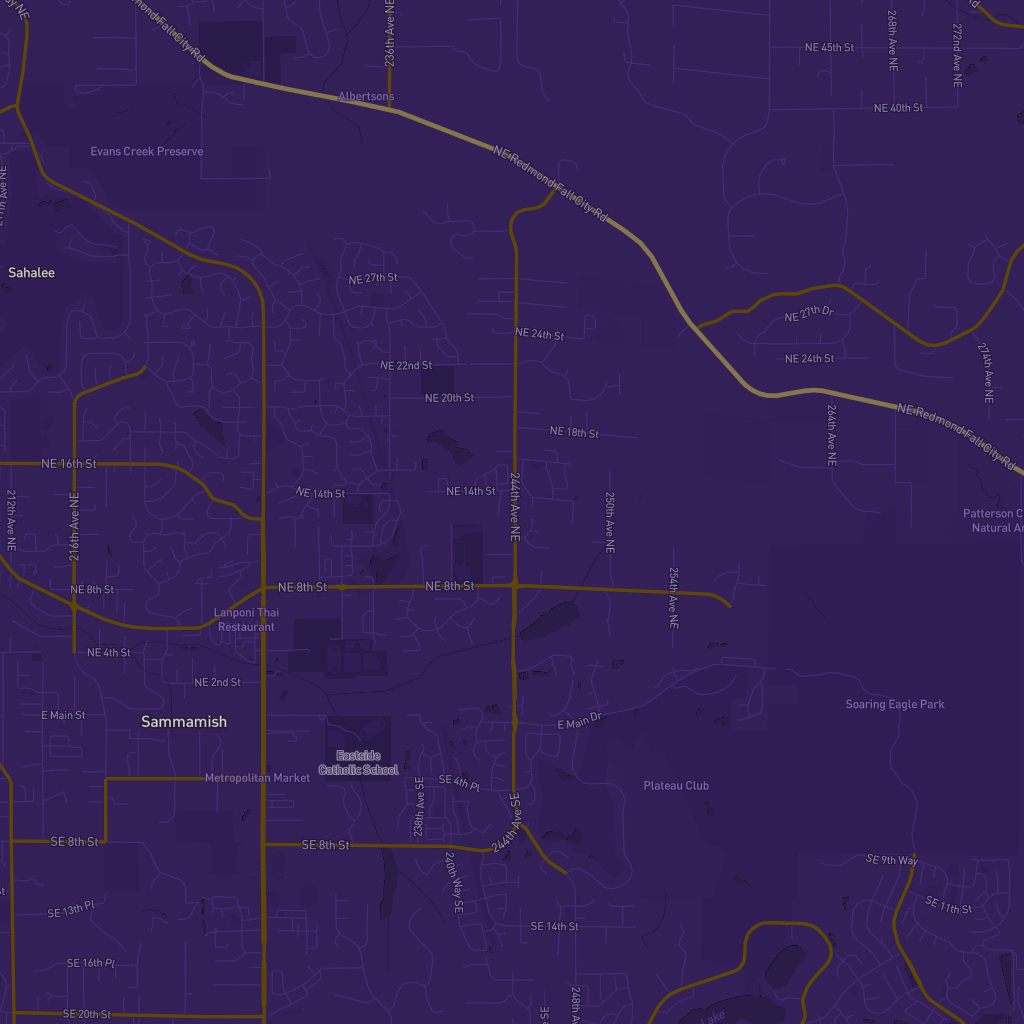 236th Ave NE
268th Ave NE
272nd Ave NE
NE 45th St
Albertsons
NE 40th St
Evans Creek Preserve
NE Redmond Fall City Rd
Sahalee
NE 27th St
NE 27th Dr
NE 24th St
NE 24th St
274th Ave NE
NE 22nd St
NE 20th St
264th Ave NE
NE Redmond Fall City Rd
NE 18th St
NE 16th St
NE 14th St
NE 14th St
212th Ave NE
216th Ave NE
244th Ave NE
250th Ave NE
Patterson C
Natural Ar
NE 8th St
NE 8th St
NE 8th St
254th Ave NE
Lanponi Thai
Restaurant
NE 4th St
NE 2nd St
Soaring Eagle Park
E Main St
Sammamish
E Main Dr
Eastside
Catholic School
Metropolitan Market
SE 4th Pl
Plateau Club
238th Ave SE
244th Ave SE
SE 8th St
SE 8th St
SE 9th Way
240th Way SE
SE 13th Pl
SE 11th St
SE 14th St
SE 16th Pl
248th A
SE 20th St
Lake